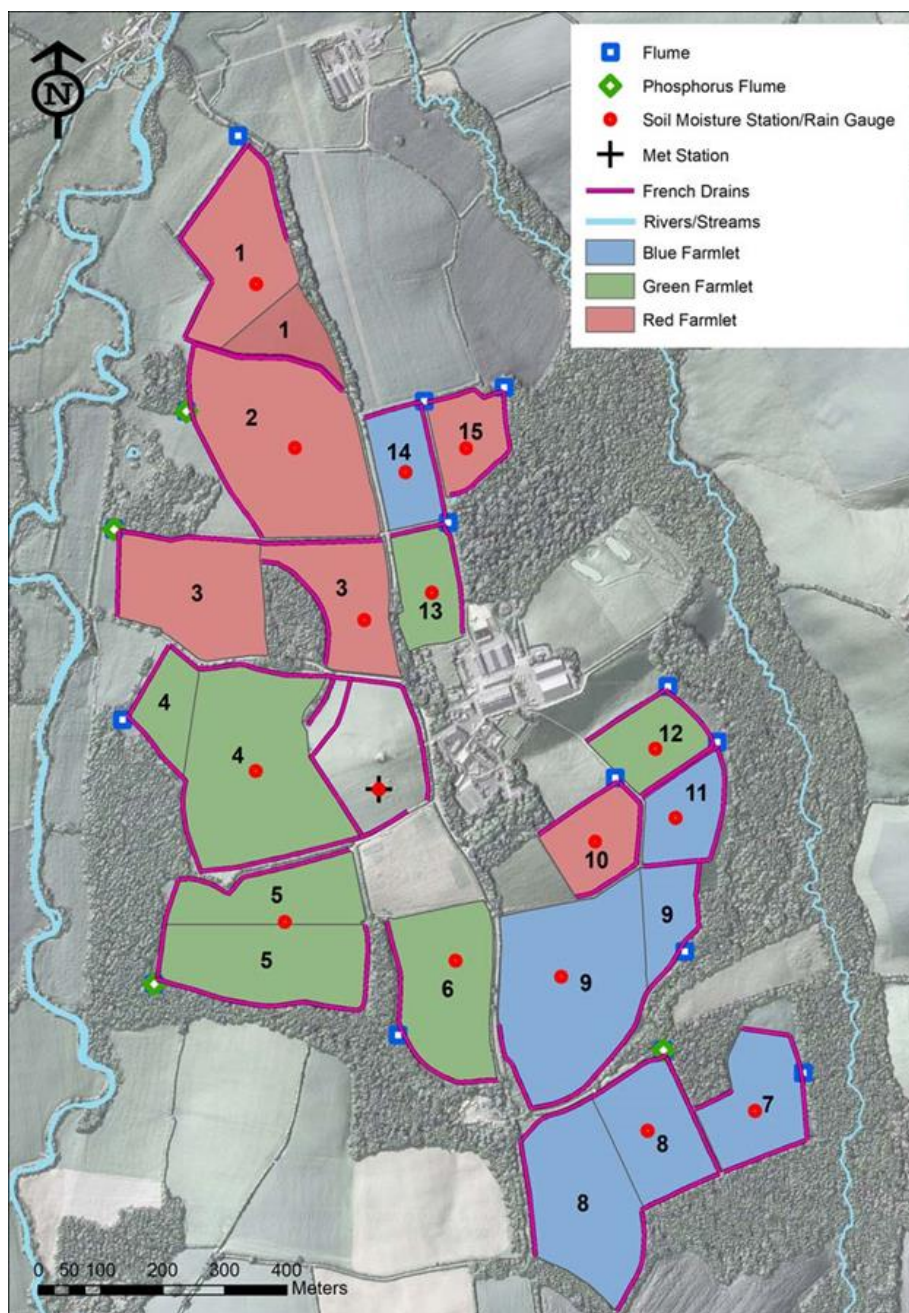 N
Flume
Phosphorus Flume
Soil Moisture Station/Rain Gauge
Met Station
French Drains
Rivers/Streams
Blue Farmlet
Green Farmlet
Red Farmlet
1
1
2
14
15
3
3
13
4
4
12
11
10
5
9
5
6
9
7
8
8
0 50 100 200 300 400
Meters